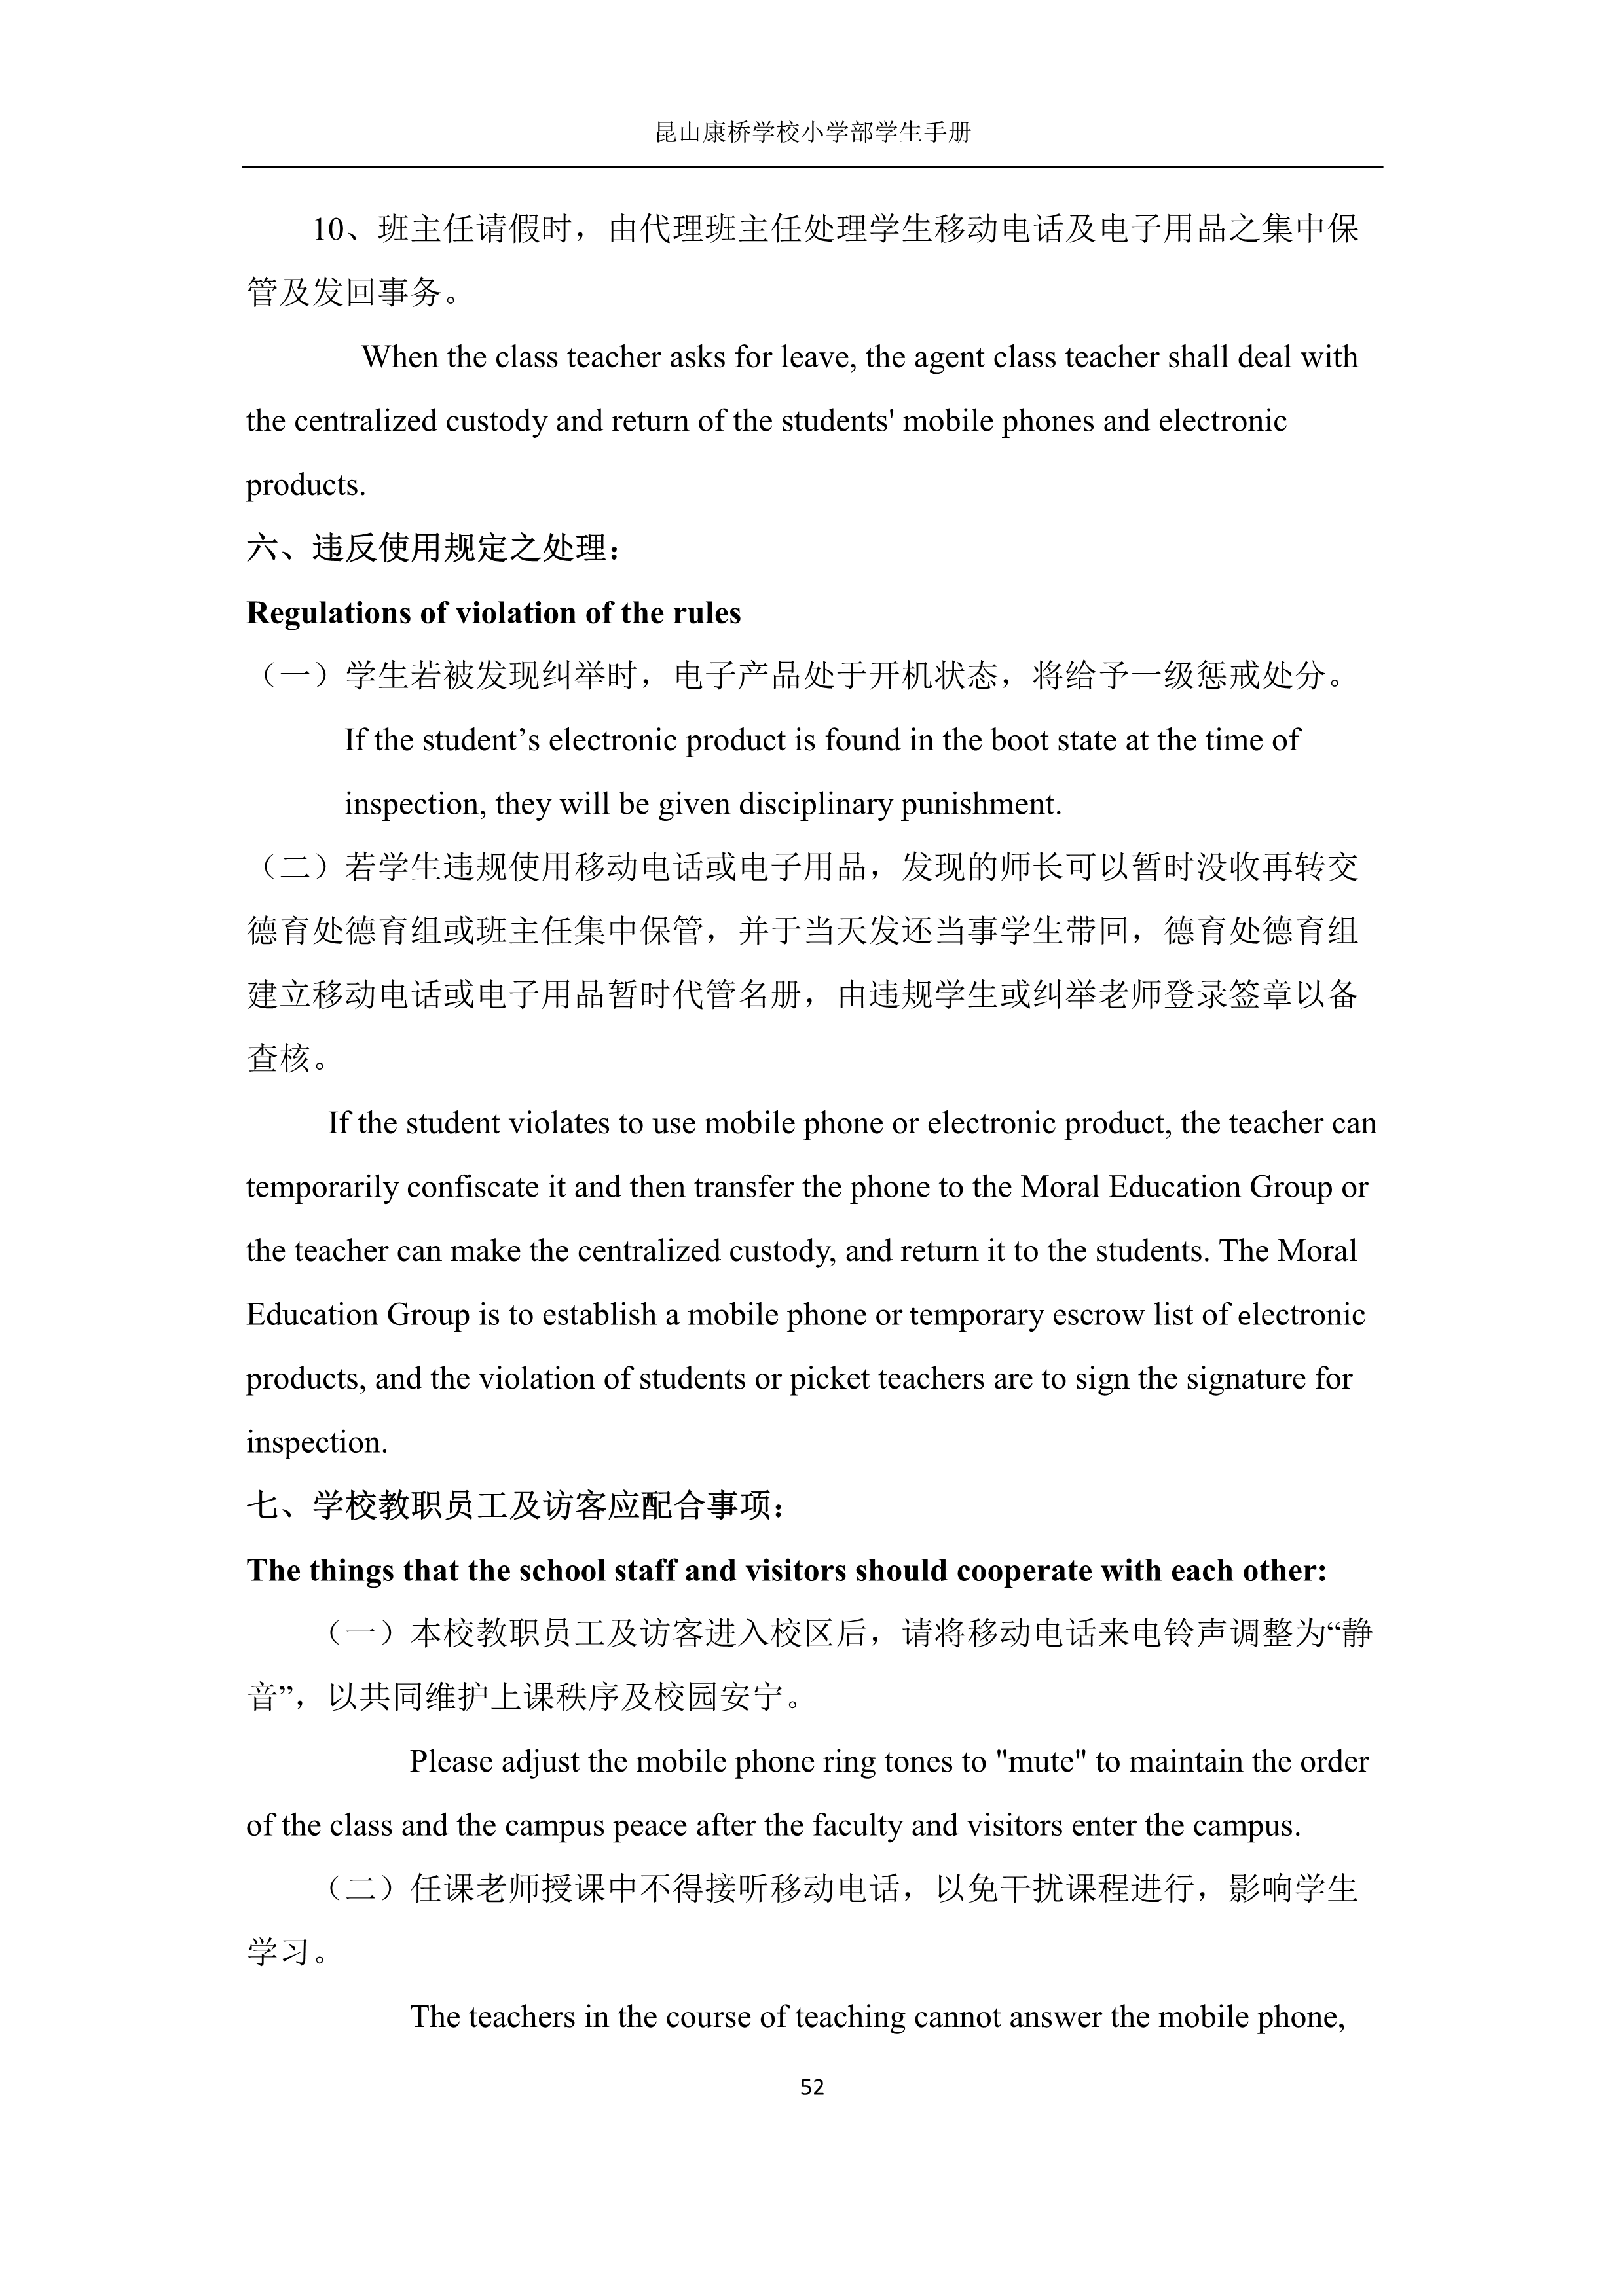 昆山康桥学校小学部学生手册
10、班主任请假时，由代理班主任处理学生移动电话及电子用品之集中保
管及发回事务。
When the class teacher asks for leave, the agent class teacher shall deal with
the centralized custody and return of the students' mobile phones and electronic
products.
六、违反使用规定之处理：
Regulations of violation of the rules
（一）学生若被发现纠举时，电子产品处于开机状态，将给予一级惩戒处分。
If the student’s electronic product is found in the boot state at the time of
inspection, they will be given disciplinary punishment.
（二）若学生违规使用移动电话或电子用品，发现的师长可以暂时没收再转交
德育处德育组或班主任集中保管，并于当天发还当事学生带回，德育处德育组
建立移动电话或电子用品暂时代管名册，由违规学生或纠举老师登录签章以备
查核。
If the student violates to use mobile phone or electronic product, the teacher can
temporarily confiscate it and then transfer the phone to the Moral Education Group or
the teacher can make the centralized custody, and return it to the students. The Moral
Education Group is to establish a mobile phone or temporary escrow list of electronic
products, and the violation of students or picket teachers are to sign the signature for
inspection.
七、学校教职员工及访客应配合事项：
The things that the school staff and visitors should cooperate with each other:
（一）本校教职员工及访客进入校区后，请将移动电话来电铃声调整为“静
音”，以共同维护上课秩序及校园安宁。
Please adjust the mobile phone ring tones to "mute" to maintain the order
of the class and the campus peace after the faculty and visitors enter the campus.
（二）任课老师授课中不得接听移动电话，以免干扰课程进行，影响学生
学习。
The teachers in the course of teaching cannot answer the mobile phone,
52